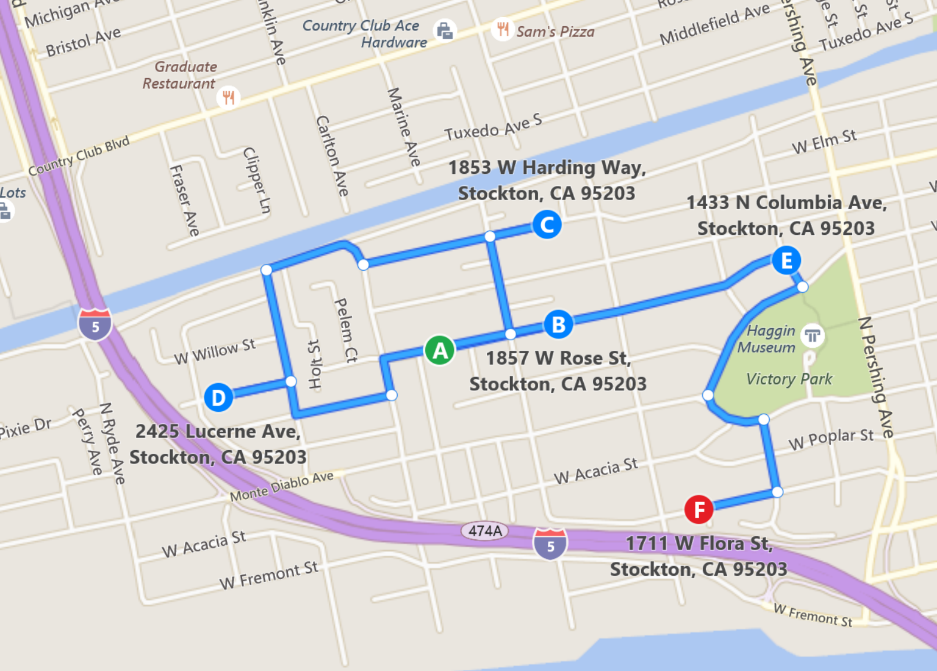 Michigan Ave
Bristol Ave
Country Club Ace
Hardware
Sam's Pizza
Middlefield Ave
Tuxedo Ave S
Pershing Ave
Graduate
Restaurant
Country Club Blvd
Marine Ave
Tuxedo Ave S
Carlton Ave
Clipper Ln
Fraser Ave
W Elm St
Lots
1853 W Harding Way,
Stockton, CA 95203
1433 N Columbia Ave,
Stockton, CA 95203
C
E
5
Pelem Ct
Holt St
W Willow St
A
B
Haggin
Museum
Victory Park
N Pershing Ave
1857 W Rose St,
Stockton, CA 95203
D
2425 Lucerne Ave,
Stockton, CA 95203
Pixie Dr
Perry Ave
N Ryde Ave
W Poplar St
W Acacia St
Monte Diablo Ave
F
474A
5
1711 W Flora St,
Stockton, CA 95203
W Acacia St
W Fremont St
W Fremont St